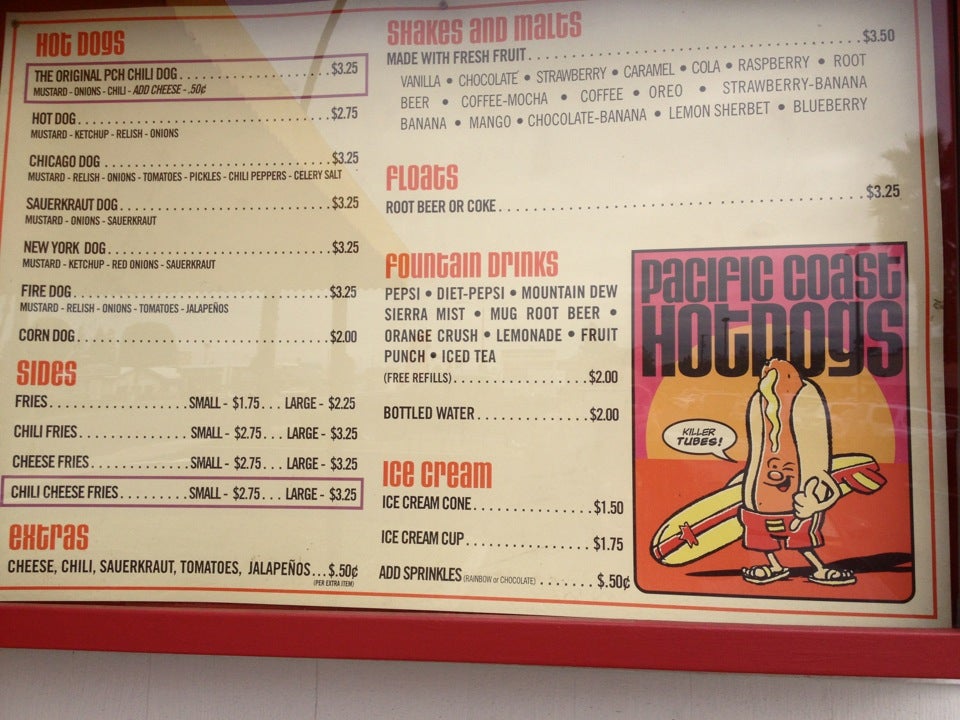 HOT DOGS
THE ORIGINAL PCH CHILI DOG.....................$3.25
MUSTARD - ONIONS - CHILI - ADD CHEESE - .50¢
HOT DOG.....................$2.75
MUSTARD - KETCHUP - RELISH - ONIONS
CHICAGO DOG.....................$3.25
MUSTARD - RELISH - ONIONS - TOMATOES - PICKLES - CHILI PEPPERS - CELERY SALT
SAUERKRAUT DOG.....................$3.25
MUSTARD - ONIONS - SAUERKRAUT
NEW YORK DOG.....................$3.25
MUSTARD - KETCHUP - RED ONIONS - SAUERKRAUT
FIRE DOG.....................$3.25
MUSTARD - RELISH - ONIONS - TOMATOES - JALAPEÑOS
CORN DOG.....................$2.00
SIDES
FRIES...............SMALL - $1.75... LARGE - $2.25
CHILI FRIES...........SMALL - $2.75... LARGE - $3.25
CHEESE FRIES..........SMALL - $2.75... LARGE - $3.25
CHILI CHEESE FRIES.........SMALL - $2.75... LARGE - $3.25
EXTRAS
CHEESE, CHILI, SAUERKRAUT, TOMATOES, JALAPEÑOS...$.50¢
(PER EXTRA ITEM)
SHAKES AND MALTS
MADE WITH FRESH FRUIT.....................$3.50
VANILLA • CHOCOLATE • STRAWBERRY • CARAMEL • COLA • RASPBERRY • ROOT
BEER • COFFEE-MOCHA • COFFEE • OREO • STRAWBERRY-BANANA
BANANA • MANGO • CHOCOLATE-BANANA • LEMON SHERBET • BLUEBERRY
FLOATS
ROOT BEER OR COKE.....................$3.25
FOUNTAIN DRINKS
PEPSI • DIET-PEPSI • MOUNTAIN DEW
SIERRA MIST • MUG ROOT BEER •
ORANGE CRUSH • LEMONADE • FRUIT
PUNCH • ICED TEA
(FREE REFILLS).....................$2.00
BOTTLED WATER.................$2.00
ICE CREAM
ICE CREAM CONE.................$1.50
ICE CREAM CUP.................$1.75
ADD SPRINKLES (RAINBOW or CHOCOLATE).......$.50¢
PACIFIC COAST
HOTDOGS
KILLER
TUBES!